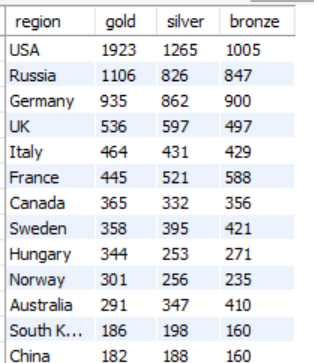 region gold silver bronze
USA 1923 1265 1005
Russia 1106 826 847
Germany 935 862 900
UK 536 597 497
Italy 464 431 429
France 445 521 588
Canada 365 332 356
Sweden 358 395 421
Hungary 344 253 271
Norway 301 256 235
Australia 291 347 410
South K... 186 198 160
China 182 188 160